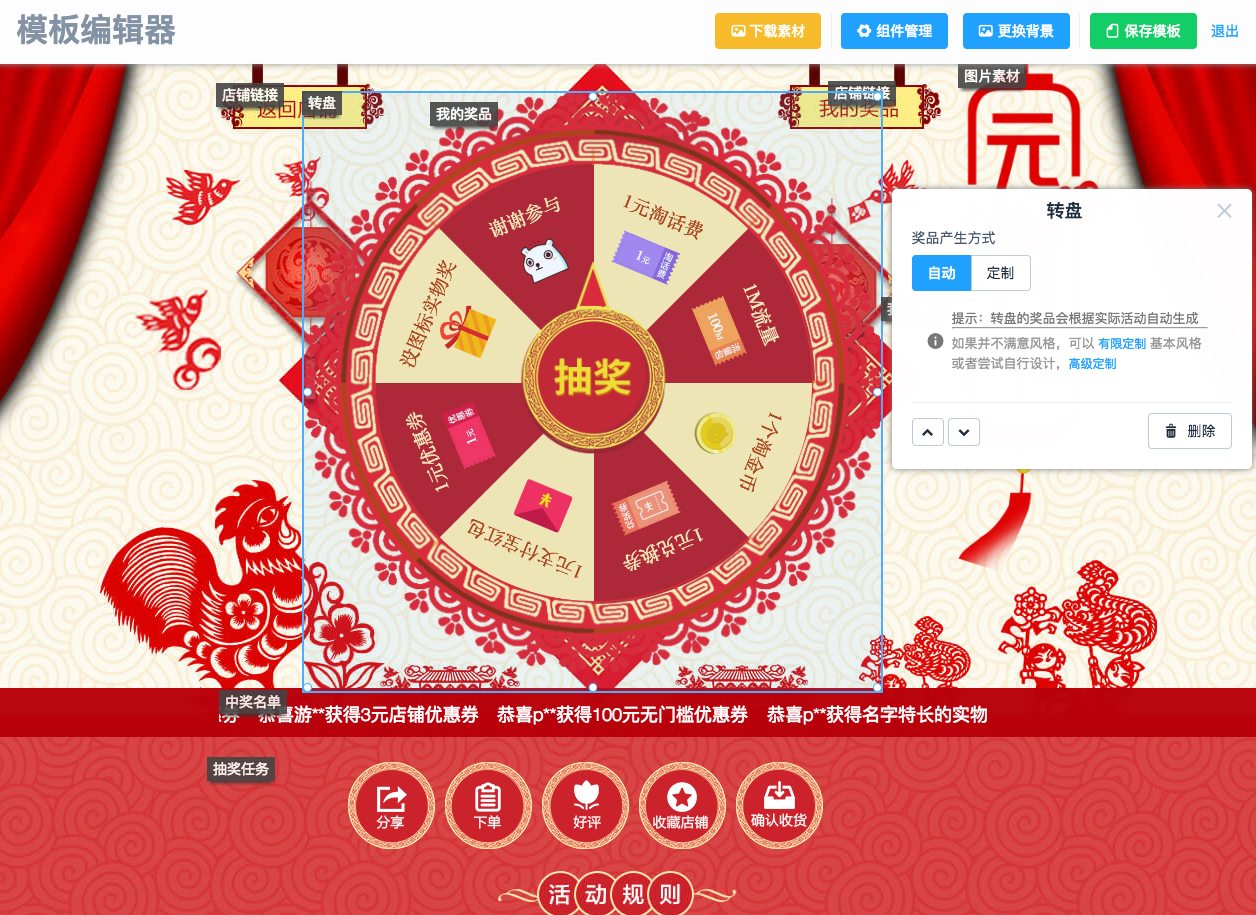 模板编辑器
下载素材
组件管理
更换背景
保存模板
退出
店铺链接
转盘
我的奖品
店铺链接
我的奖品
图片素材
元
谢谢参与
1元淘话费
1元
淘话费
1M流量
100M
流量包
1个淘金币
1元兑换券
兑换券
1元支付宝红包
1元优惠券
优惠券
1元
没图标实物奖
抽奖
转盘
奖品产生方式
自动
定制
提示：转盘的奖品会根据实际活动自动生成
如果并不满意风格，可以 有限定制 基本风格
或者尝试自行设计，高级定制
删除
中奖名单
券 恭喜游**获得3元店铺优惠券 恭喜p**获得100元无门槛优惠券 恭喜p**获得名字特长的实物
抽奖任务
分享
下单
好评
收藏店铺
确认收货
活动规则